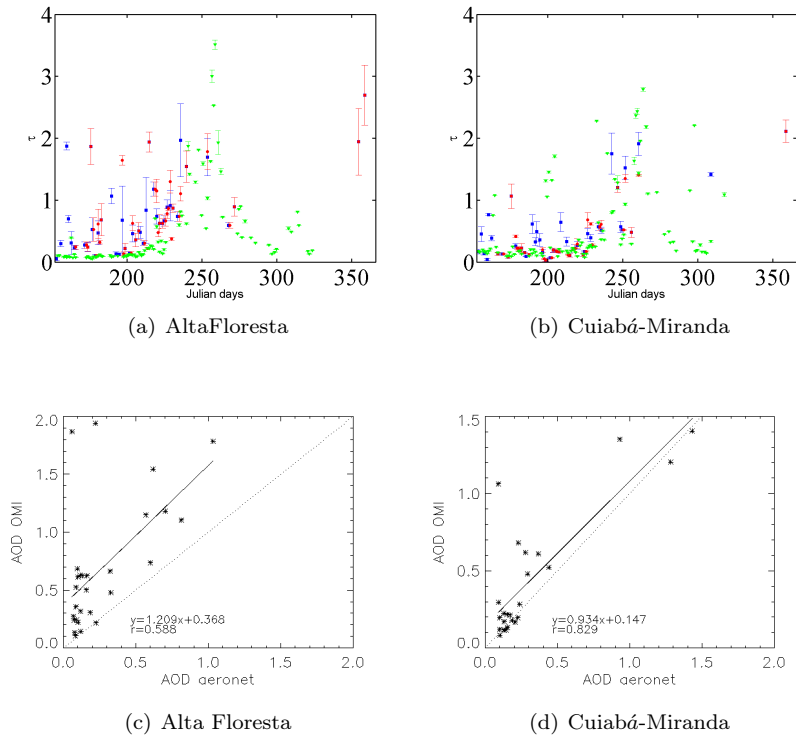 4
3
2
1
0
τ
200 250 300 350
Julian days
(a) AltaFloresta
4
3
2
1
0
τ
200 250 300 350
Julian days
(b) Cuiabá-Miranda
2.0
1.5
1.0
0.5
0.0
AOD OMI
y=1.209x+0.368
r=0.588
0.0 0.5 1.0 1.5 2.0
AOD aeronet
(c) Alta Floresta
1.5
1.0
0.5
0.0
AOD OMI
y=0.934x+0.147
r=0.829
0.0 0.5 1.0 1.5 2.0
AOD aeronet
(d) Cuiabá-Miranda